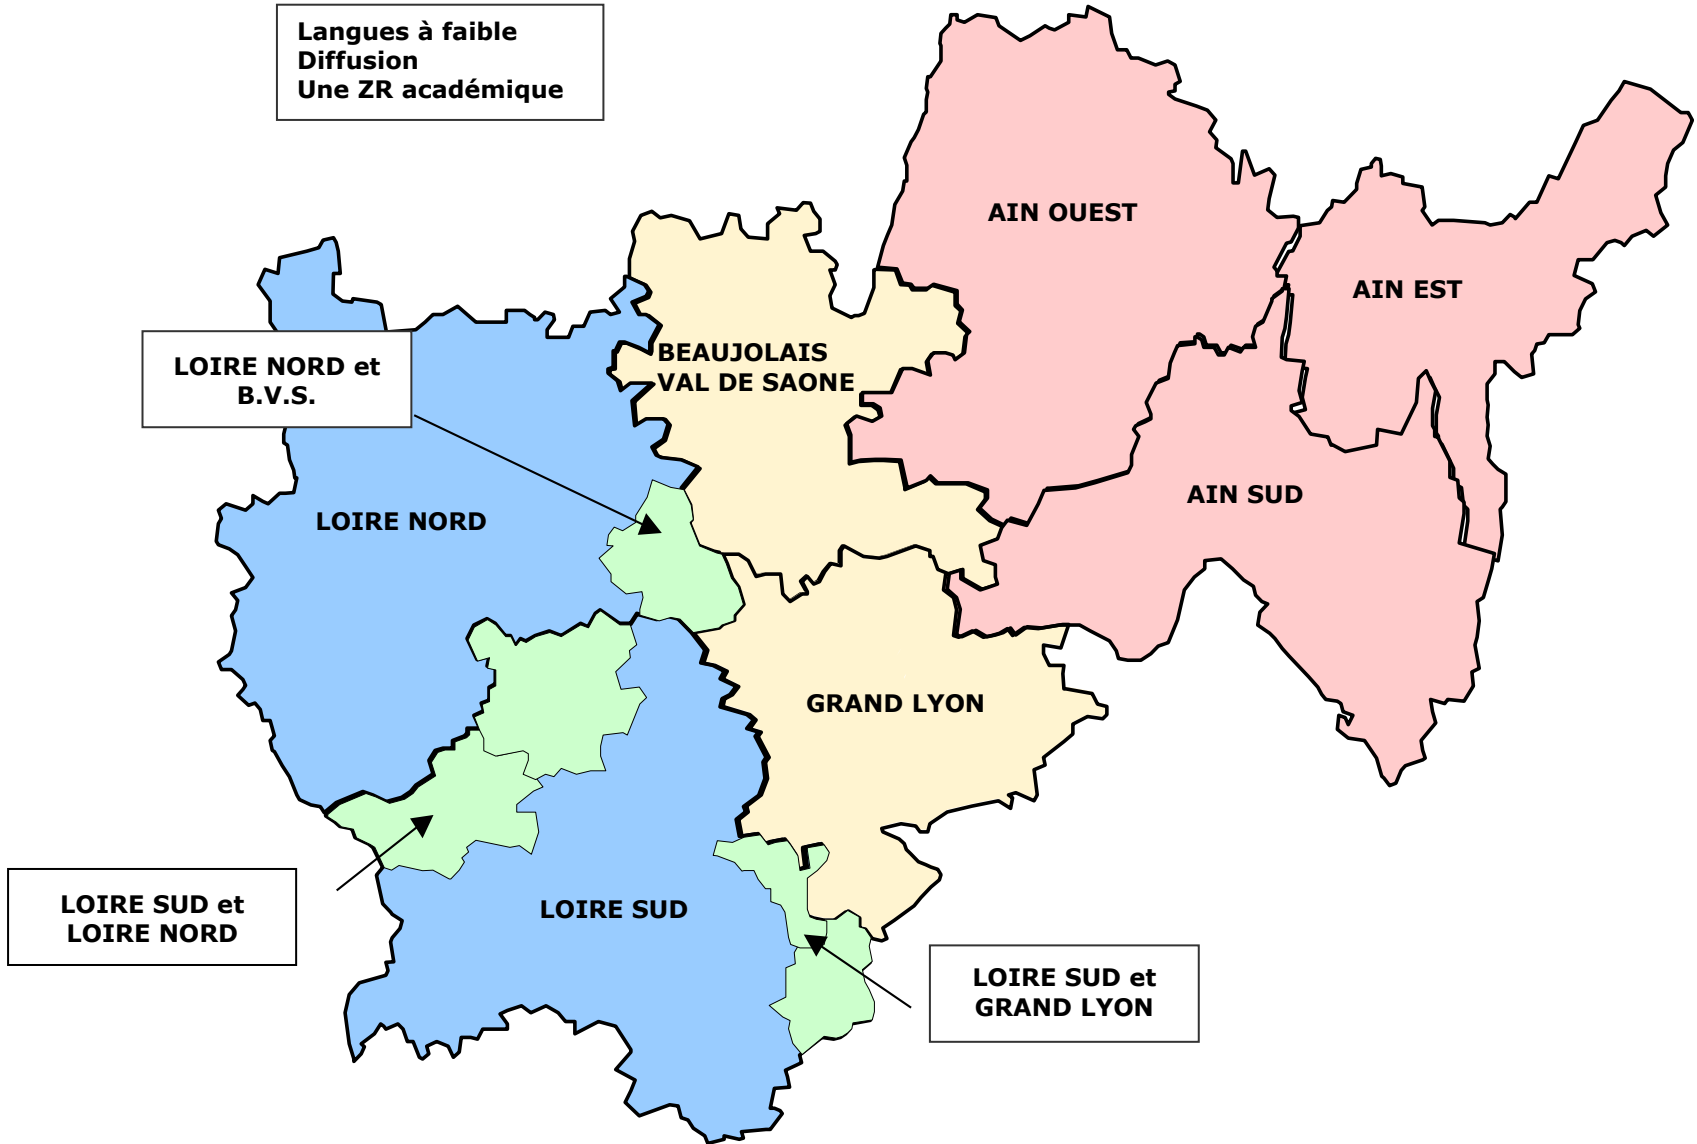 Langues à faible
Diffusion
Une ZR académique
AIN OUEST
AIN EST
BEAUJOLAIS
VAL DE SAONE
LOIRE NORD et
B.V.S.
LOIRE NORD
AIN SUD
GRAND LYON
LOIRE SUD et
LOIRE NORD
LOIRE SUD
LOIRE SUD et
GRAND LYON